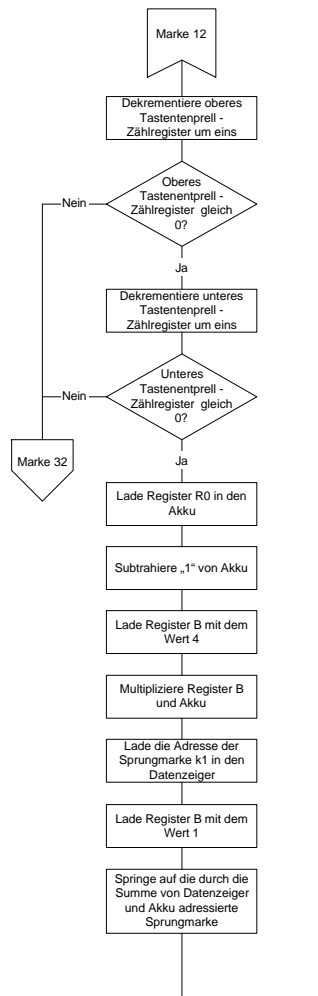 Marke 12
Dekrementiere oberes
Tastentenprell -
Zählregister um eins
Oberes
Tastenentprell -
Zählregister gleich
0?
Nein
Ja
Dekrementiere unteres
Tastentenprell -
Zählregister um eins
Unteres
Tastenentprell -
Zählregister gleich
0?
Nein
Marke 32
Ja
Lade Register R0 in den
Akku
Subtrahiere „1“ von Akku
Lade Register B mit dem
Wert 4
Multipliziere Register B
und Akku
Lade die Adresse der
Sprungmarke k1 in den
Datenzeiger
Lade Register B mit dem
Wert 1
Springe auf die durch die
Summe von Datenzeiger
und Akku adressierte
Sprungmarke